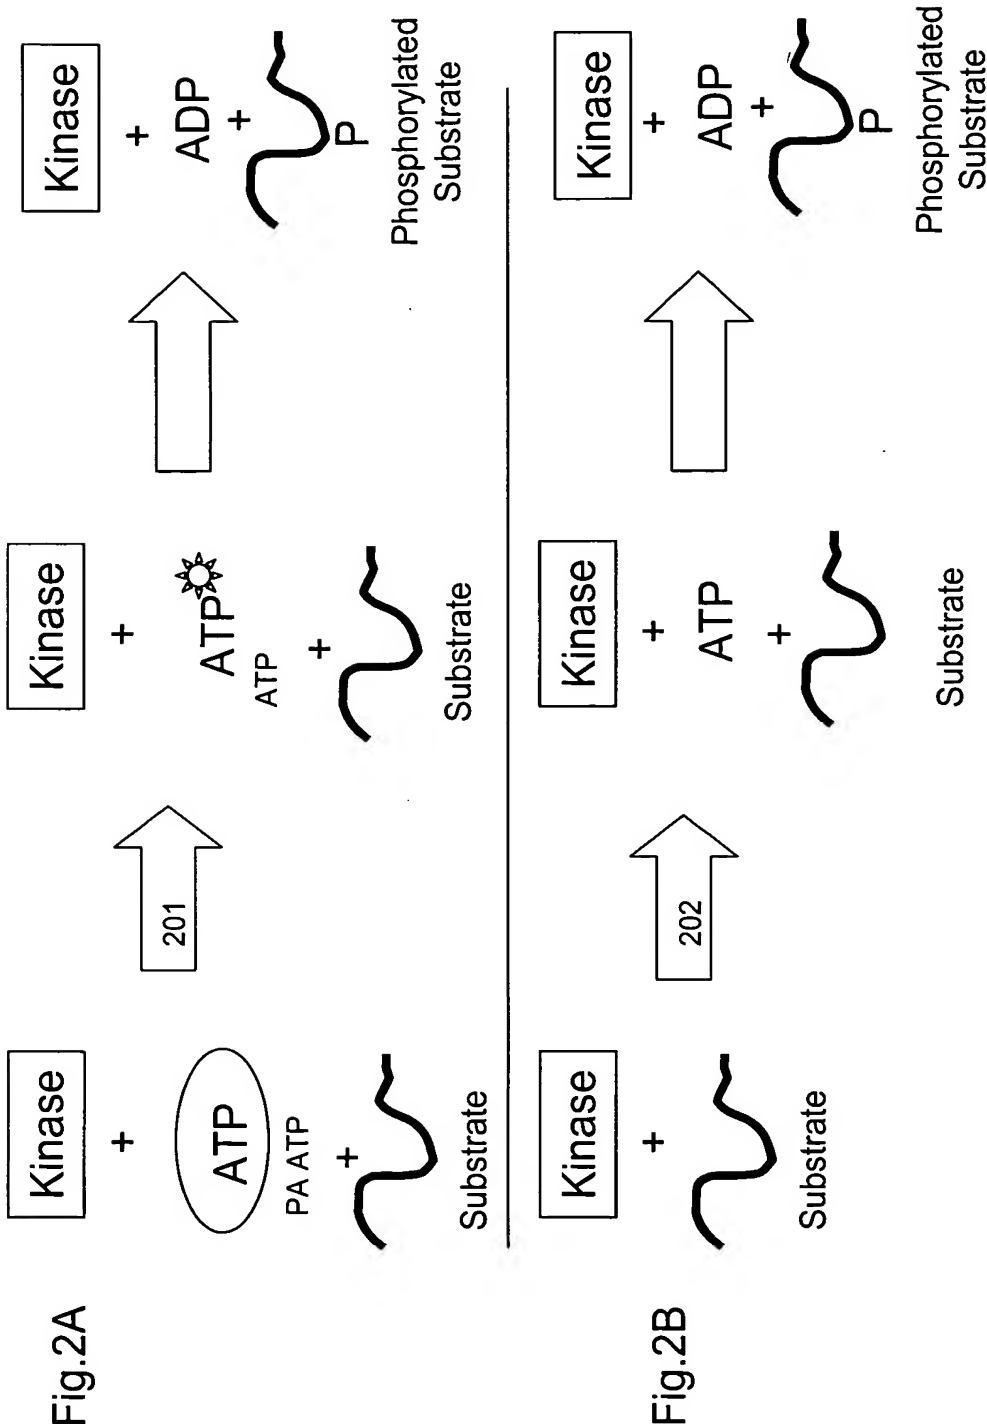 Fig.2A
Kinase
+
ATP
PA ATP
+
Substrate
201
Kinase
+
ATP
ATP
+
Substrate
Kinase
+
ADP
+
P
Phosphorylated
Substrate
Fig.2B
Kinase
+
Substrate
202
Kinase
+
ATP
+
Substrate
Kinase
+
ADP
+
P
Phosphorylated
Substrate